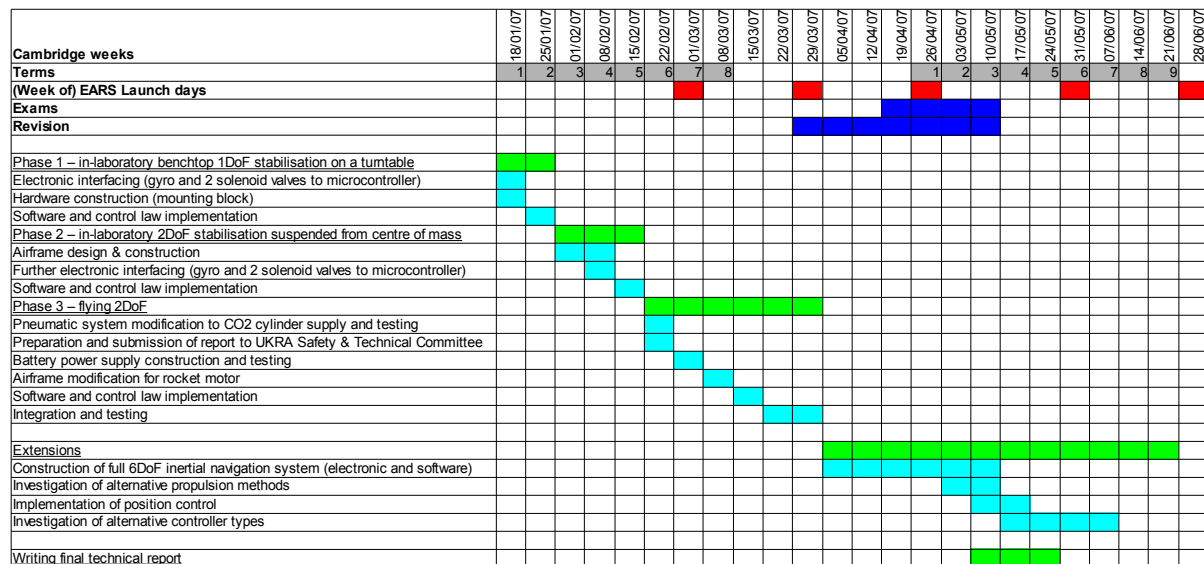 18/01/07 25/01/07 01/02/07 08/02/07 15/02/07 22/02/07 01/03/07 08/03/07 15/03/07 22/03/07 29/03/07 05/04/07 12/04/07 19/04/07 26/04/07 03/05/07 10/05/07 17/05/07 24/05/07 31/05/07 07/06/07 14/06/07 21/06/07 28/06/07
Cambridge weeks
Terms 1 2 3 4 5 6 7 8 1 2 3 4 5 6 7 8 9
(Week of) EARS Launch days
Exams
Revision
Phase 1 – in-laboratory benchtop 1DoF stabilisation on a turntable
Electronic interfacing (gyro and 2 solenoid valves to microcontroller)
Hardware construction (mounting block)
Software and control law implementation
Phase 2 – in-laboratory 2DoF stabilisation suspended from centre of mass
Airframe design & construction
Further electronic interfacing (gyro and 2 solenoid valves to microcontroller)
Software and control law implementation
Phase 3 – flying 2DoF
Pneumatic system modification to CO2 cylinder supply and testing
Preparation and submission of report to UKRA Safety & Technical Committee
Battery power supply construction and testing
Airframe modification for rocket motor
Software and control law implementation
Integration and testing
Extensions
Construction of full 6DoF inertial navigation system (electronic and software)
Investigation of alternative propulsion methods
Implementation of position control
Investigation of alternative controller types
Writing final technical report